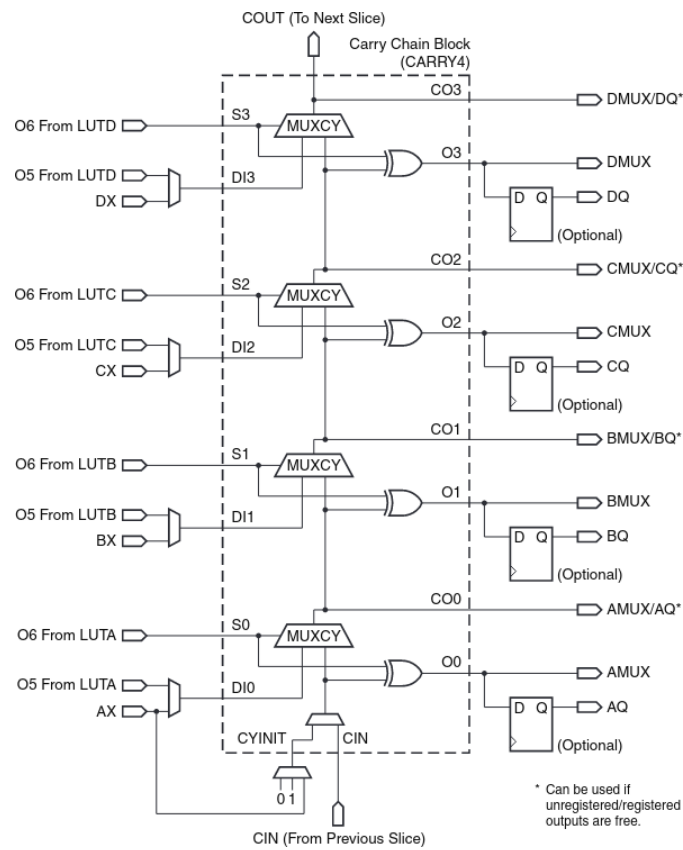 COUT (To Next Slice)
Carry Chain Block
(CARRY4)
CO3
DMUX/DQ*
S3
O6 From LUTD
MUXCY
O3
DMUX
O5 From LUTD
DI3
DX
D Q
DQ
(Optional)
CO2
CMUX/CQ*
S2
O6 From LUTC
MUXCY
O2
CMUX
O5 From LUTC
DI2
CX
D Q
CQ
(Optional)
CO1
BMUX/BQ*
S1
O6 From LUTB
MUXCY
O1
BMUX
O5 From LUTB
DI1
BX
D Q
BQ
(Optional)
CO0
AMUX/AQ*
S0
O6 From LUTA
MUXCY
O0
AMUX
O5 From LUTA
DI0
AX
D Q
AQ
CYINIT
CIN
(Optional)
0 1
* Can be used if
unregistered/registered
outputs are free.
CIN (From Previous Slice)